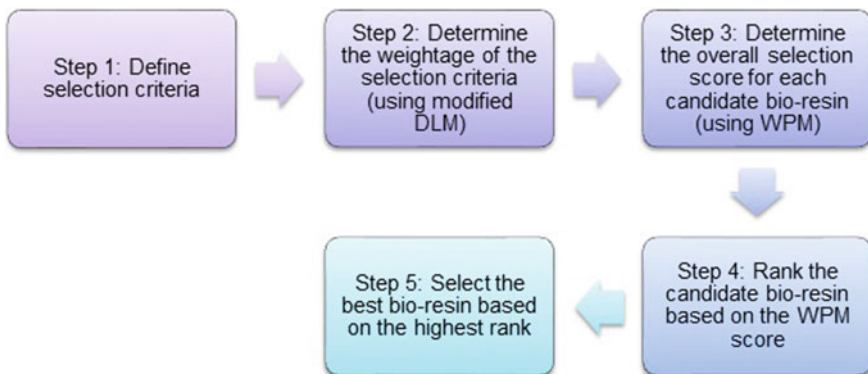 Step 1: Define
selection criteria
Step 2: Determine
the weightage of the
selection criteria
(using modified
DLM)
Step 3: Determine
the overall selection
score for each
candidate bio-resin
(using WPM)
Step 4: Rank the
candidate bio-resin
based on the WPM
score
Step 5: Select the
best bio-resin based
on the highest rank